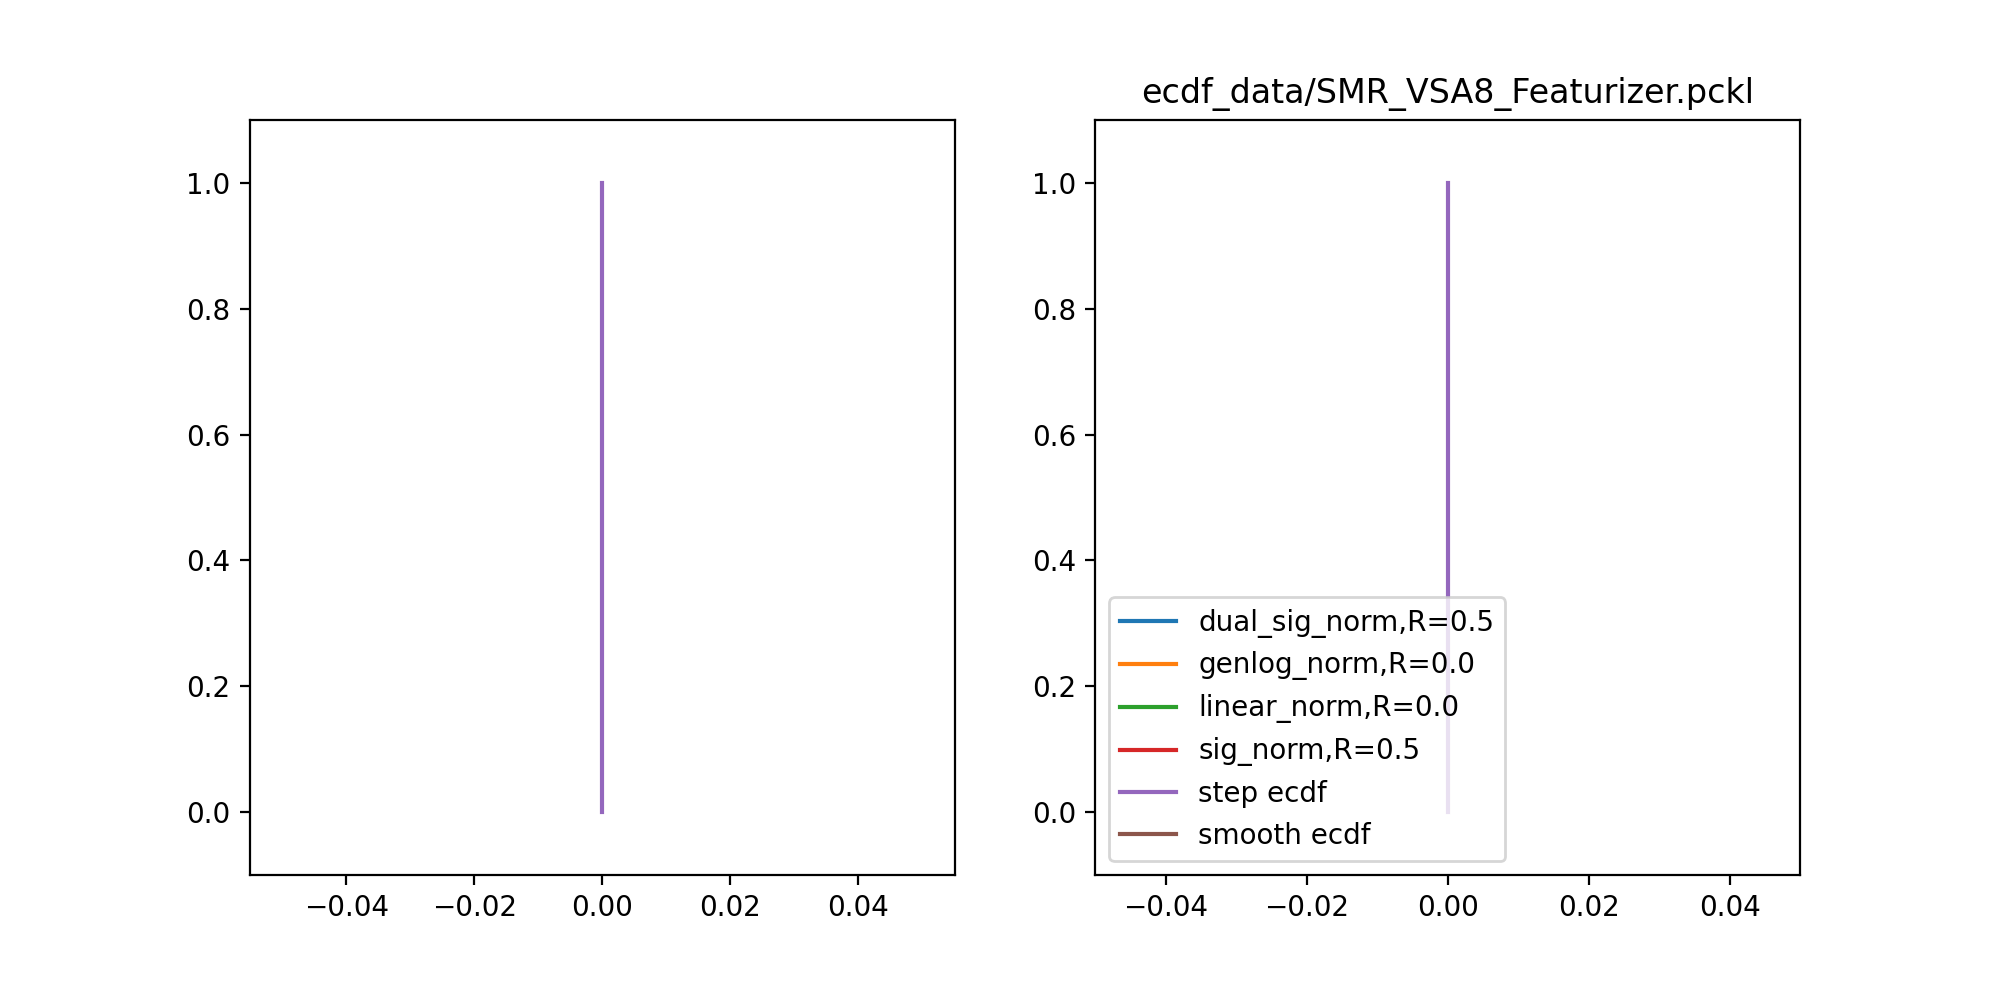 ecdf_data/SMR_VSA8_Featurizer.pckl
1.0
0.8
0.6
0.4
0.2
0.0
−0.04 −0.02 0.00 0.02 0.04
1.0
0.8
0.6
0.4
0.2
0.0
dual_sig_norm,R=0.5
genlog_norm,R=0.0
linear_norm,R=0.0
sig_norm,R=0.5
step ecdf
smooth ecdf
−0.04 −0.02 0.00 0.02 0.04